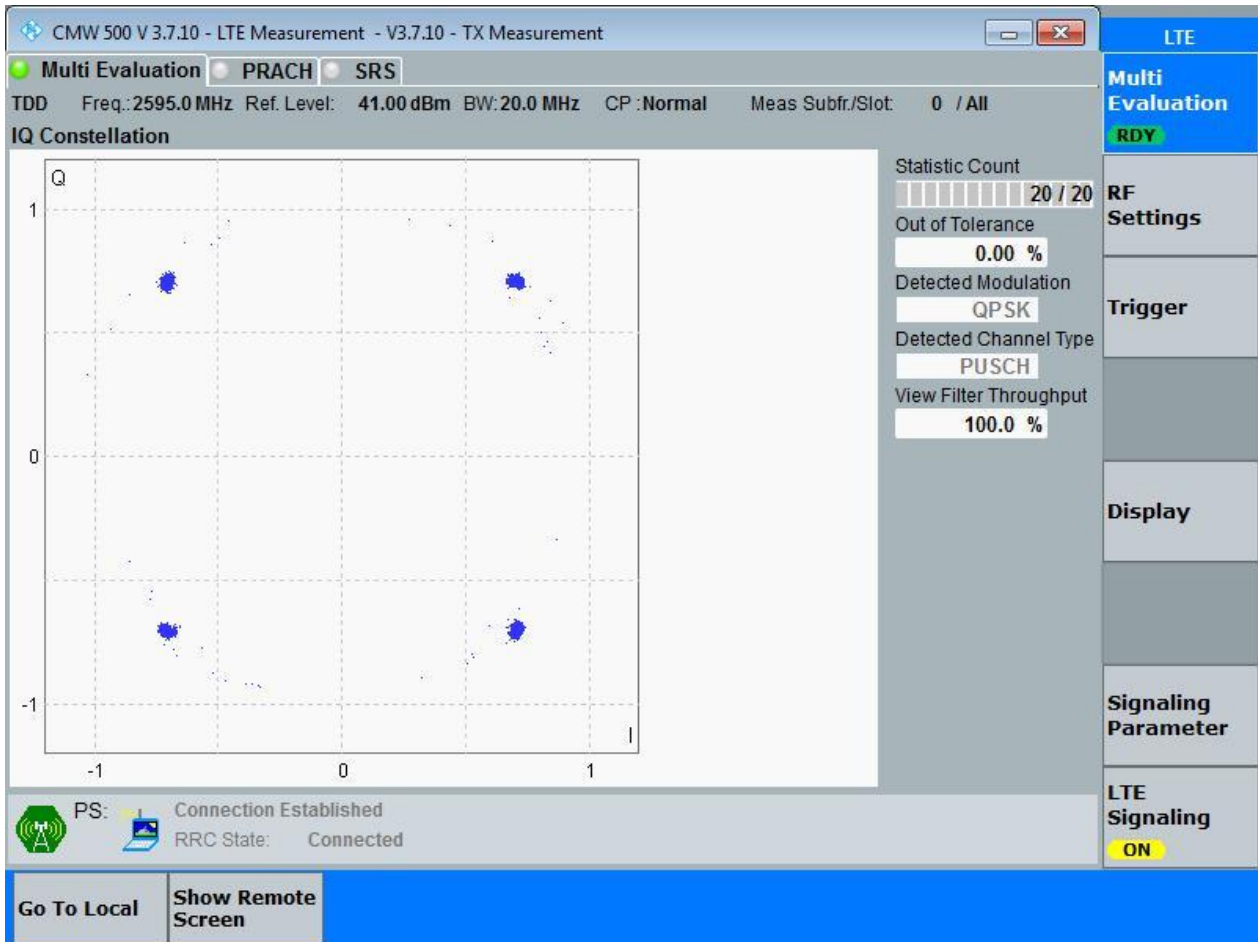 CMW 500 V 3.7.10 - LTE Measurement - V3.7.10 - TX Measurement
LTE
Multi Evaluation PRACH SRS
TDD Freq.: 2595.0 MHz Ref. Level: 41.00 dBm BW: 20.0 MHz CP : Normal Meas Subfr./Slot: 0 / All
IQ Constellation
Q
1
0
-1
-1 0 1
I
Statistic Count
20 / 20
Out of Tolerance
0.00 %
Detected Modulation
QPSK
Detected Channel Type
PUSCH
View Filter Throughput
100.0 %
Multi
Evaluation
RDY
RF
Settings
Trigger
Display
Signaling
Parameter
LTE
Signaling
ON
PS: Connection Established
RRC State: Connected
Go To Local
Show Remote
Screen